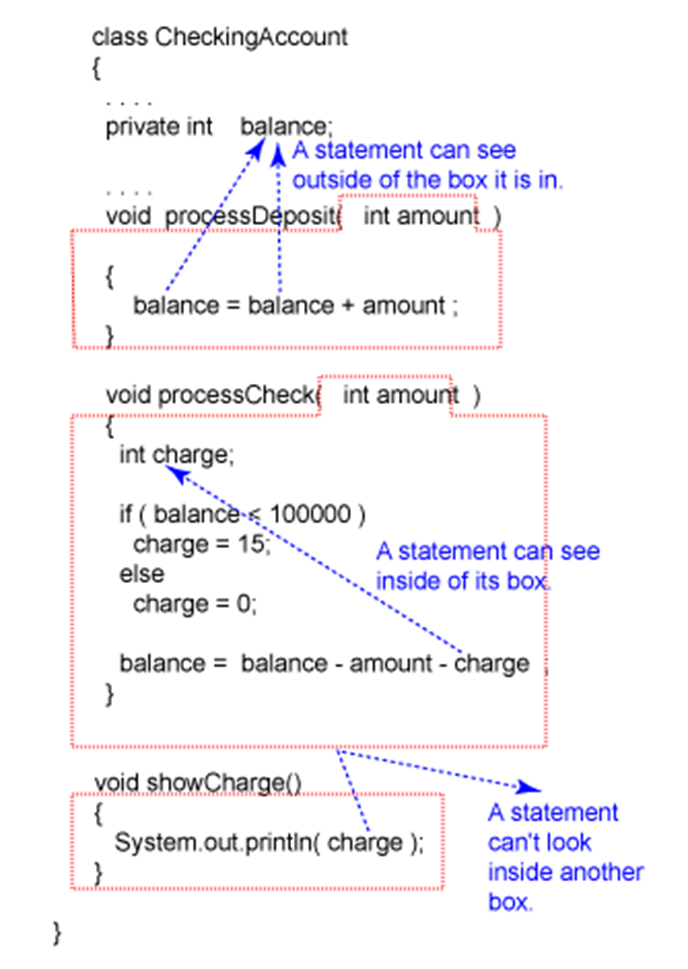 class CheckingAccount
{
. . . .
private int balance;
A statement can see
outside of the box it is in.
. . . .
void processDeposit( int amount )
{
balance = balance + amount ;
}
void processCheck( int amount )
{
int charge;
if ( balance < 100000 )
charge = 15;
else
charge = 0;
A statement can see
inside of its box.
balance = balance - amount - charge ;
}
void showCharge()
{
System.out.println( charge );
}
A statement
can't look
inside another
box.
}